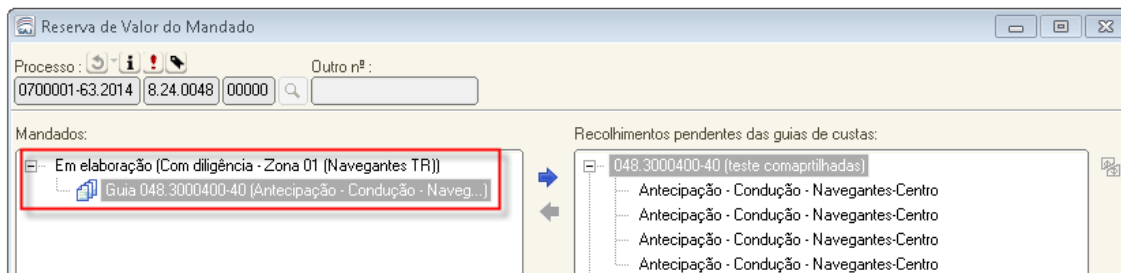 Reserva de Valor do Mandado
Processo :
Outro nº :
0700001-63.2014 8.24.0048 00000
Mandados:
Em elaboração (Com diligência - Zona 01 (Navegantes TR))
Guia 048.3000400-40 (Antecipação - Condução - Naveg...)
Recolhimentos pendentes das guias de custas:
048.3000400-40 (teste comaprtilhadas)
Antecipação - Condução - Navegantes-Centro
Antecipação - Condução - Navegantes-Centro
Antecipação - Condução - Navegantes-Centro
Antecipação - Condução - Navegantes-Centro